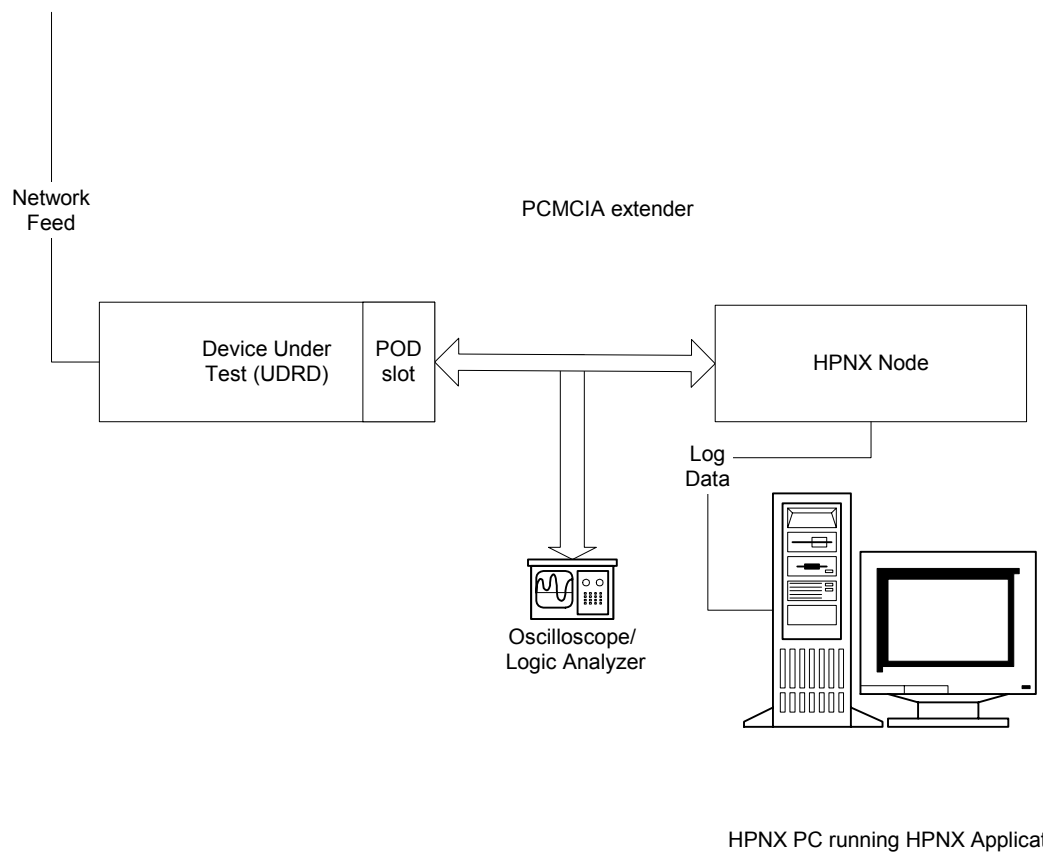 Network
Feed
PCMCIA extender
Device Under
Test (UDRD)
POD
slot
HPNX Node
Log
Data
Oscilloscope/
Logic Analyzer
HPNX PC running HPNX Applicat